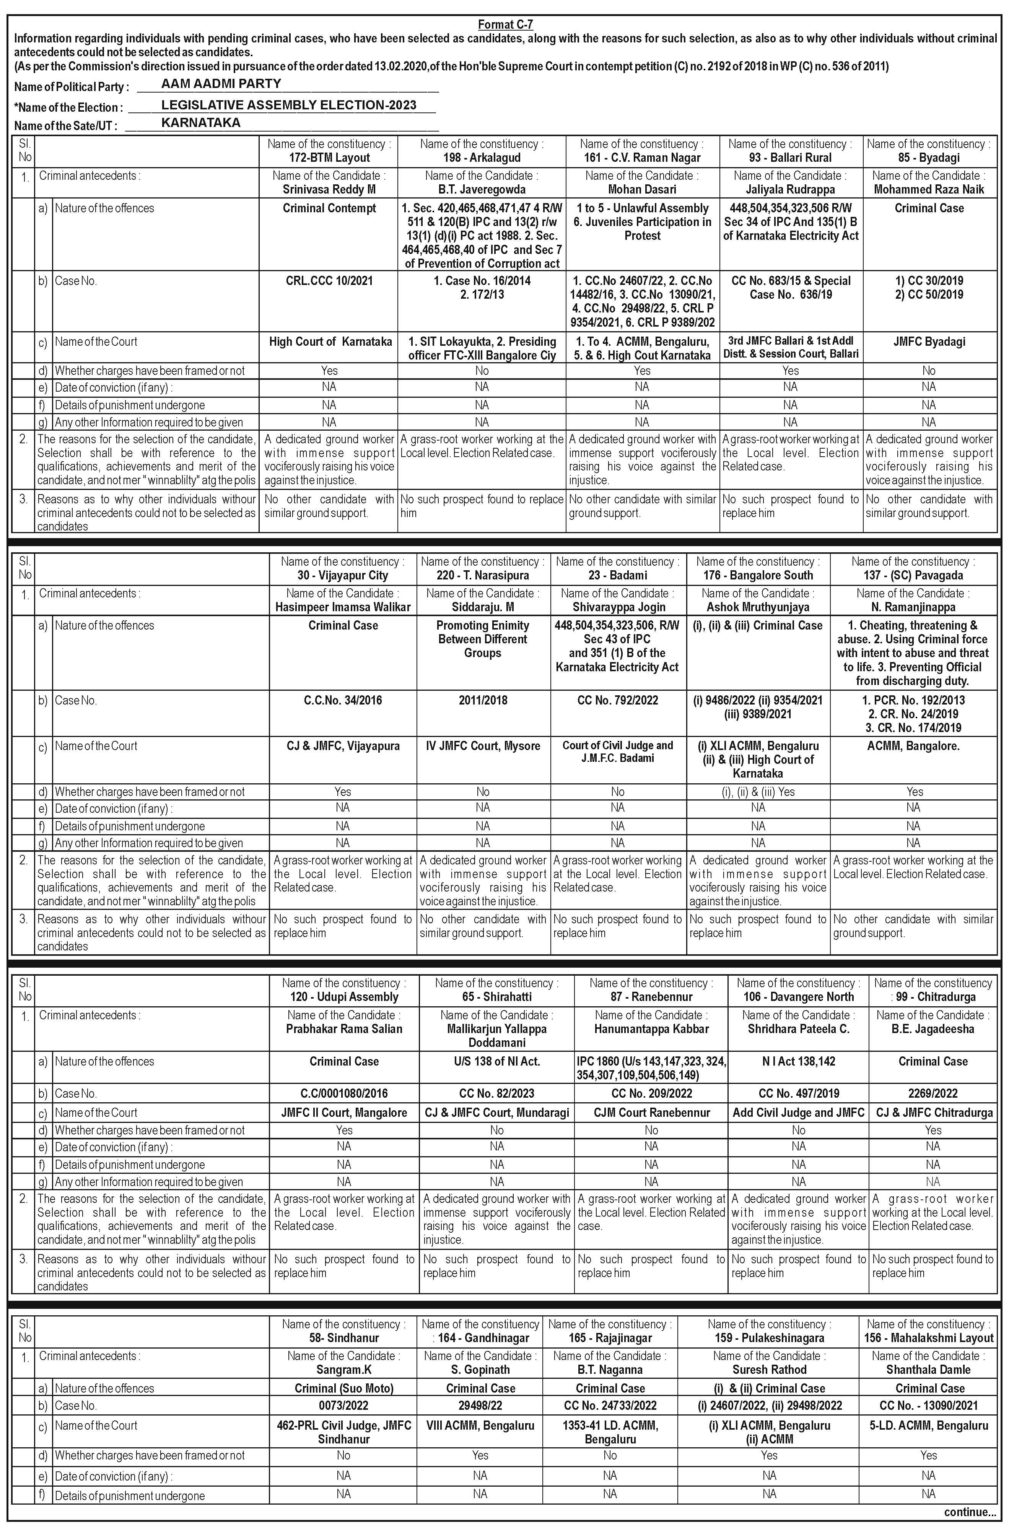 Format C-7
Information regarding individuals with pending criminal cases, who have been selected as candidates, along with the reasons for such selection, as also as to why other individuals without criminal
antecedents could not be selected as candidates.
(As per the Commission's direction issued in pursuance of the order dated 13.02.2020,of the Hon'ble Supreme Court in contempt petition (C) no. 2192 of 2018 in WP (C) no. 536 of 2011)
Name of Political Party : AAM AADMI PARTY
*Name of the Election : LEGISLATIVE ASSEMBLY ELECTION-2023
Name of the Sate/UT : KARNATAKA
Sl. Name of the constituency : Name of the constituency : Name of the constituency : Name of the constituency : Name of the constituency :
No 172-BTM Layout 198 - Arkalagud 161 - C.V. Raman Nagar 93 - Ballari Rural 85 - Byadagi
1. Criminal antecedents : Name of the Candidate : Name of the Candidate : Name of the Candidate : Name of the Candidate : Name of the Candidate :
Srinivasa Reddy M B.T. Javeregowda Mohan Dasari Jaliyala Rudrappa Mohammed Raza Naik
a) Nature of the offences Criminal Contempt 1. Sec. 420,465,468,471,47 4 R/W 1 to 5 - Unlawful Assembly 448,504,354,323,506 R/W Criminal Case
511 & 120(B) IPC and 13(2) r/w 6. Juveniles Participation in Sec 34 of IPC And 135(1) B
13(1) (d)(i) PC act 1988. 2. Sec. Protest of Karnataka Electricity Act
464,465,468,40 of IPC and Sec 7
of Prevention of Corruption act
b) Case No. CRL.CCC 10/2021 1. Case No. 16/2014 1. CC.No 24607/22, 2. CC.No CC No. 683/15 & Special 1) CC 30/2019
2. 172/13 14482/16, 3. CC.No 13090/21, Case No. 636/19 2) CC 50/2019
4. CC.No 29498/22, 5. CRL P
9354/2021, 6. CRL P 9389/202
c) Name of the Court High Court of Karnataka 1. SIT Lokayukta, 2. Presiding 1. To 4. ACMM, Bengaluru, 3rd JMFC Ballari & 1st Addl JMFC Byadagi
officer FTC-XIII Bangalore Ciy 5. & 6. High Cout Karnataka Distt. & Session Court, Ballari
d) Whether charges have been framed or not Yes No Yes Yes No
e) Date of conviction (if any) : NA NA NA NA NA
f) Details of punishment undergone NA NA NA NA NA
g) Any other Information required to be given NA NA NA NA NA
2. The reasons for the selection of the candidate, A dedicated ground worker A grass-root worker working at the A dedicated ground worker with A grass-root worker working at A dedicated ground worker
Selection shall be with reference to the with immense support Local level. Election Related case. immense support vociferously the Local level. Election with immense support
qualifications, achievements and merit of the vociferously raising his voice raising his voice against the Related case. vociferously raising his
candidate, and not mer " winnablilty" atg the polis against the injustice. injustice. voice against the injustice.
3. Reasons as to why other individuals withour No other candidate with No such prospect found to replace No other candidate with similar No such prospect found to No other candidate with
criminal antecedents could not to be selected as similar ground support. him ground support. replace him similar ground support.
candidates
Sl. Name of the constituency : Name of the constituency : Name of the constituency : Name of the constituency : Name of the constituency :
No 30 - Vijayapur City 220 - T. Narasipura 23 - Badami 176 - Bangalore South 137 - (SC) Pavagada
1. Criminal antecedents : Name of the Candidate : Name of the Candidate : Name of the Candidate : Name of the Candidate : Name of the Candidate :
Hasimpeer Imamsa Walikar Siddaraju. M Shivarayppa Jogin Ashok Mruthyunjaya N. Ramanjinappa
a) Nature of the offences Criminal Case Promoting Enimity 448,504,354,323,506, R/W (i), (ii) & (iii) Criminal Case 1. Cheating, threatening &
Between Different Sec 43 of IPC abuse. 2. Using Criminal force
Groups and 351 (1) B of the with intent to abuse and threat
Karnataka Electricity Act to life. 3. Preventing Official
from discharging duty.
b) Case No. C.C.No. 34/2016 2011/2018 CC No. 792/2022 (i) 9486/2022 (ii) 9354/2021 1. PCR. No. 192/2013
(iii) 9389/2021 2. CR. No. 24/2019
3. CR. No. 174/2019
c) Name of the Court CJ & JMFC, Vijayapura IV JMFC Court, Mysore Court of Civil Judge and (i) XLI ACMM, Bengaluru ACMM, Bangalore.
J.M.F.C. Badami (ii) & (iii) High Court of
Karnataka
d) Whether charges have been framed or not Yes No No (i), (ii) & (iii) Yes Yes
e) Date of conviction (if any) : NA NA NA NA NA
f) Details of punishment undergone NA NA NA NA NA
g) Any other Information required to be given NA NA NA NA NA
2. The reasons for the selection of the candidate, A grass-root worker working at A dedicated ground worker A grass-root worker working A dedicated ground worker A grass-root worker working at the
Selection shall be with reference to the the Local level. Election with immense support at the Local level. Election with immense support Local level. Election Related case.
qualifications, achievements and merit of the Related case. vociferously raising his Related case. vociferously raising his voice
candidate, and not mer " winnablilty" atg the polis voice against the injustice. against the injustice.
3. Reasons as to why other individuals withour No such prospect found to No other candidate with No such prospect found to No such prospect found to No other candidate with similar
criminal antecedents could not to be selected as replace him similar ground support. replace him replace him ground support.
candidates
Sl. Name of the constituency : Name of the constituency : Name of the constituency : Name of the constituency : Name of the constituency
No 120 - Udupi Assembly 65 - Shirahatti 87 - Ranebennur 106 - Davangere North : 99 - Chitradurga
1. Criminal antecedents : Name of the Candidate : Name of the Candidate : Name of the Candidate : Name of the Candidate : Name of the Candidate :
Prabhakar Rama Salian Mallikarjun Yallappa Hanumantappa Kabbar Shridhara Pateela C. B.E. Jagadeesha
Doddamani
a) Nature of the offences Criminal Case U/S 138 of NI Act. IPC 1860 (U/s 143,147,323, 324, N I Act 138,142 Criminal Case
354,307,109,504,506,149)
b) Case No. C.C/0001080/2016 CC No. 82/2023 CC No. 209/2022 CC No. 497/2019 2269/2022
c) Name of the Court JMFC II Court, Mangalore CJ & JMFC Court, Mundaragi CJM Court Ranebennur Add Civil Judge and JMFC CJ & JMFC Chitradurga
d) Whether charges have been framed or not Yes No No No Yes
e) Date of conviction (if any) : NA NA NA NA NA
f) Details of punishment undergone NA NA NA NA NA
g) Any other Information required to be given NA NA NA NA NA
2. The reasons for the selection of the candidate, A grass-root worker working at A dedicated ground worker with A grass-root worker working at A dedicated ground worker A grass-root worker
Selection shall be with reference to the the Local level. Election immense support vociferously the Local level. Election Related with immense support working at the Local level.
qualifications, achievements and merit of the Related case. raising his voice against the case. vociferously raising his voice Election Related case.
candidate, and not mer " winnablilty" atg the polis injustice. against the injustice.
3. Reasons as to why other individuals withour No such prospect found to No such prospect found to No such prospect found to No such prospect found to No such prospect found to
criminal antecedents could not to be selected as replace him replace him replace him replace him replace him
candidates
Sl. Name of the constituency : Name of the constituency Name of the constituency : Name of the constituency : Name of the constituency :
No 58- Sindhanur : 164 - Gandhinagar 165 - Rajajinagar 159 - Pulakeshinagara 156 - Mahalakshmi Layout
1. Criminal antecedents : Name of the Candidate : Name of the Candidate : Name of the Candidate : Name of the Candidate : Name of the Candidate :
Sangram.K S. Gopinath B.T. Naganna Suresh Rathod Shanthala Damle
a) Nature of the offences Criminal (Suo Moto) Criminal Case Criminal Case (i) & (ii) Criminal Case Criminal Case
b) Case No. 0073/2022 29498/22 CC No. 24733/2022 (i) 24607/2022, (ii) 29498/2022 CC No. - 13090/2021
c) Name of the Court 462-PRL Civil Judge, JMFC VIII ACMM, Bengaluru 1353-41 LD. ACMM, (i) XLI ACMM, Bengaluru 5-LD. ACMM, Bengaluru
Sindhanur Bengaluru (ii) ACMM
d) Whether charges have been framed or not No Yes No Yes Yes
e) Date of conviction (if any) : NA NA NA NA NA
f) Details of punishment undergone NA NA NA NA NA
continue...